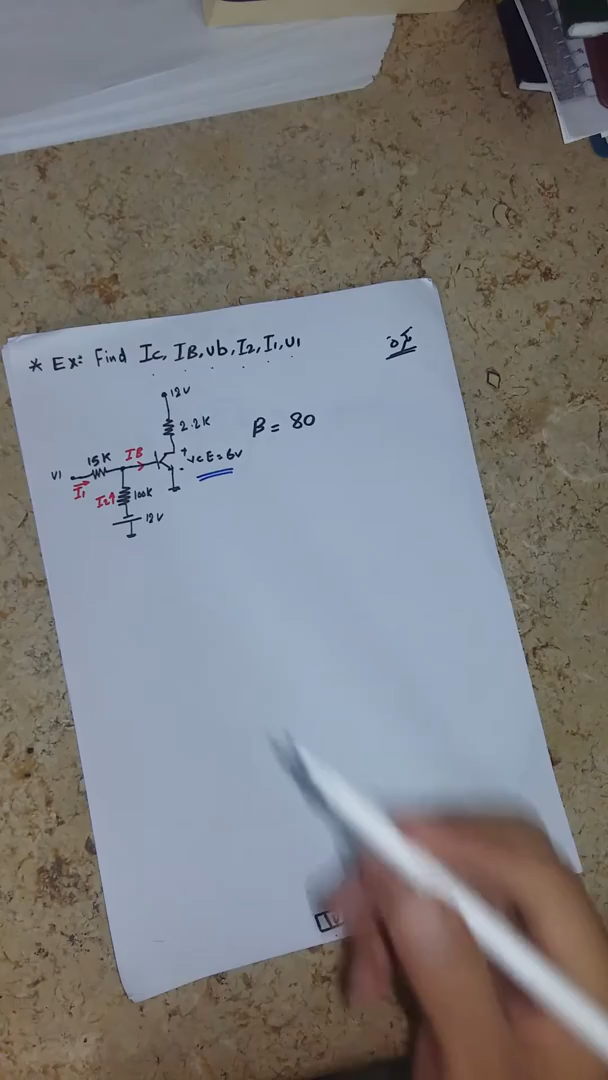 * Ex: Find Ic, IB, Vb, I2, I1, V1
12V
2.2K
β = 80
15K
IB
+
VCE = 6V
-
V1
I1
I2
100K
12V